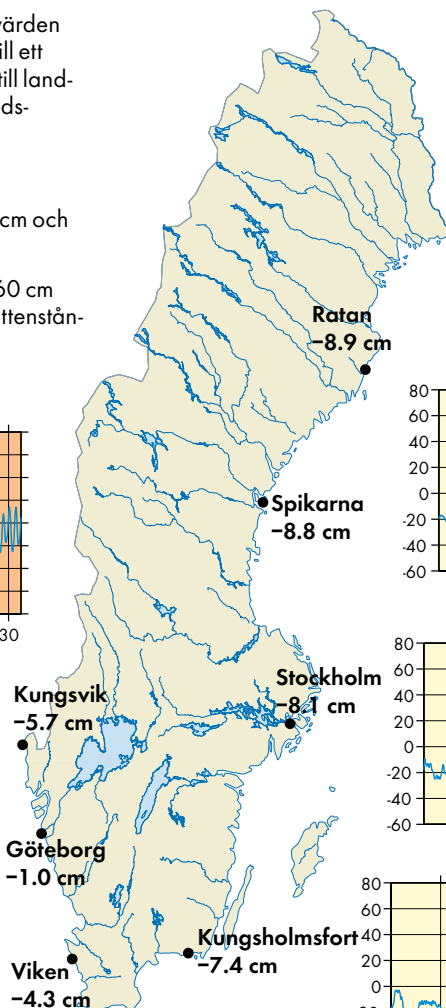 värden
ill ett
till land-
ds-
cm och
60 cm
ttenstån-
Ratan
−8.9 cm
80
60
40
20
0
-20
-40
-60
Spikarna
−8.8 cm
30
Stockholm
−8.1 cm
80
60
40
20
0
-20
-40
-60
Kungsvik
−5.7 cm
Göteborg
−1.0 cm
80
60
40
20
0
Kungsholmsfort
−7.4 cm
Viken
−4.3 cm